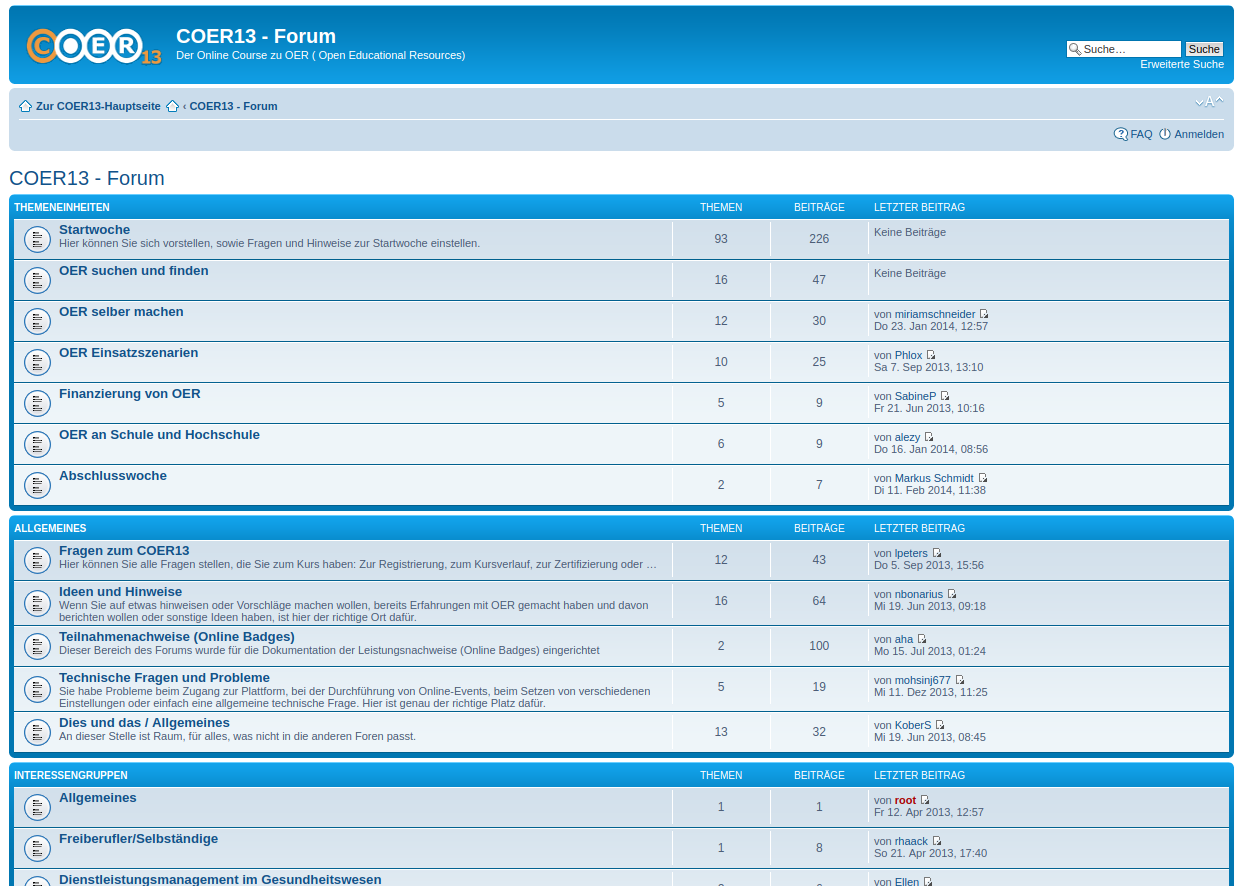 COER13
COER13 - Forum
Der Online Course zu OER ( Open Educational Resources)
Suche… Suche
Erweiterte Suche
Zur COER13-Hauptseite ‹ COER13 - Forum
A
FAQ Anmelden
COER13 - Forum
THEMENEINHEITEN THEMEN BEITRÄGE LETZTER BEITRAG
Startwoche
Hier können Sie sich vorstellen, sowie Fragen und Hinweise zur Startwoche einstellen.
93 226 Keine Beiträge
OER suchen und finden
16 47 Keine Beiträge
OER selber machen
12 30 von miriamschneider
Do 23. Jan 2014, 12:57
OER Einsatzszenarien
10 25 von Phlox
Sa 7. Sep 2013, 13:10
Finanzierung von OER
5 9 von SabineP
Fr 21. Jun 2013, 10:16
OER an Schule und Hochschule
6 9 von alezy
Do 16. Jan 2014, 08:56
Abschlusswoche
2 7 von Markus Schmidt
Di 11. Feb 2014, 11:38
ALLGEMEINES THEMEN BEITRÄGE LETZTER BEITRAG
Fragen zum COER13
Hier können Sie alle Fragen stellen, die Sie zum Kurs haben: Zur Registrierung, zum Kursverlauf, zur Zertifizierung oder …
12 43 von lpeters
Do 5. Sep 2013, 15:56
Ideen und Hinweise
Wenn Sie auf etwas hinweisen oder Vorschläge machen wollen, bereits Erfahrungen mit OER gemacht haben und davon
berichten wollen oder sonstige Ideen haben, ist hier der richtige Ort dafür.
16 64 von nbonarius
Mi 19. Jun 2013, 09:18
Teilnahmenachweise (Online Badges)
Dieser Bereich des Forums wurde für die Dokumentation der Leistungsnachweise (Online Badges) eingerichtet
2 100 von aha
Mo 15. Jul 2013, 01:24
Technische Fragen und Probleme
Sie habe Probleme beim Zugang zur Plattform, bei der Durchführung von Online-Events, beim Setzen von verschiedenen
Einstellungen oder einfach eine allgemeine technische Frage. Hier ist genau der richtige Platz dafür.
5 19 von mohsinj677
Mi 11. Dez 2013, 11:25
Dies und das / Allgemeines
An dieser Stelle ist Raum, für alles, was nicht in die anderen Foren passt.
13 32 von KoberS
Mi 19. Jun 2013, 08:45
INTERESSENGRUPPEN THEMEN BEITRÄGE LETZTER BEITRAG
Allgemeines
1 1 von root
Fr 12. Apr 2013, 12:57
Freiberufler/Selbständige
1 8 von rhaack
So 21. Apr 2013, 17:40
Dienstleistungsmanagement im Gesundheitswesen
von Ellen